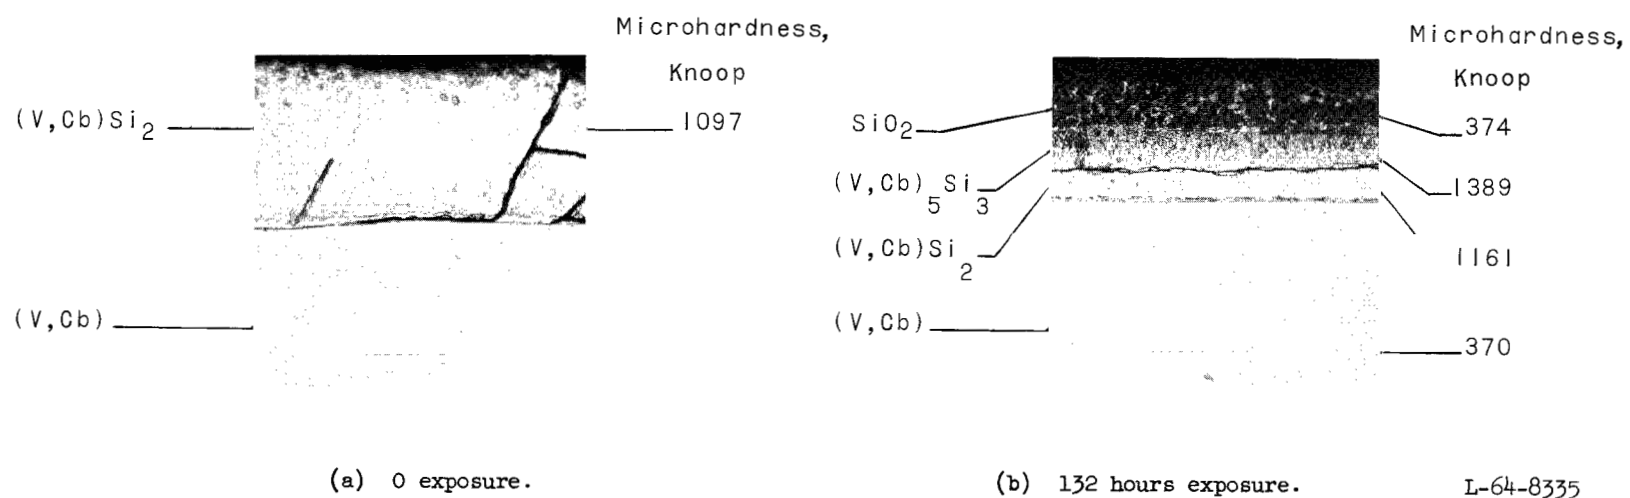 Microhardness,
Knoop
(V,Cb)Si2
1097
(V,Cb)
(a) 0 exposure.
Microhardness,
Knoop
SiO2
374
(V,Cb)5Si3
1389
(V,Cb)Si2
1161
(V,Cb)
370
(b) 132 hours exposure.
L-64-8335